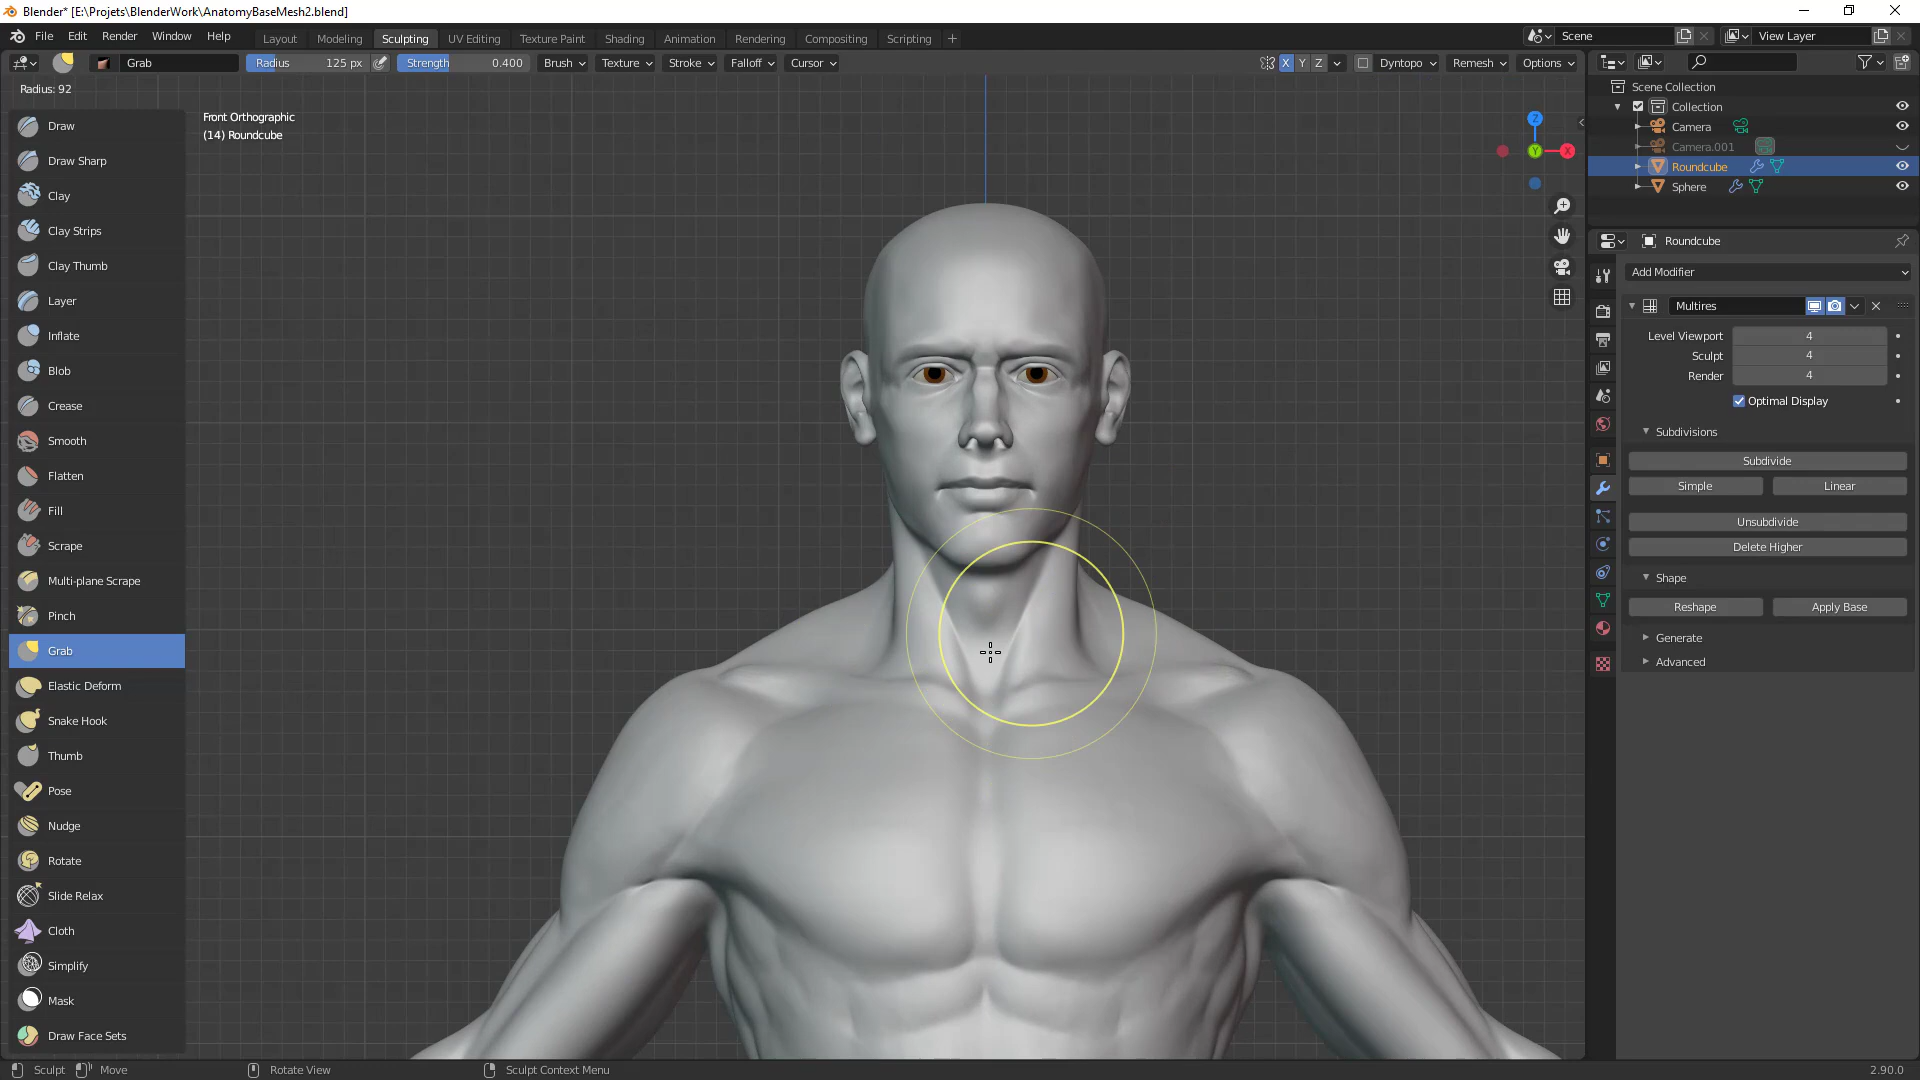 Blender* [E:\Projets\BlenderWork\AnatomyBaseMesh2.blend]
File Edit Render Window Help Layout Modeling Sculpting UV Editing Texture Paint Shading Animation Rendering Compositing Scripting + Scene View Layer
Grab Radius 125 px Strength 0.400 Brush Texture Stroke Falloff Cursor X Y Z Dyntopo Remesh Options
Radius: 92
Front Orthographic
(14) Roundcube
Draw
Draw Sharp
Clay
Clay Strips
Clay Thumb
Layer
Inflate
Blob
Crease
Smooth
Flatten
Fill
Scrape
Multi-plane Scrape
Pinch
Grab
Elastic Deform
Snake Hook
Thumb
Pose
Nudge
Rotate
Slide Relax
Cloth
Simplify
Mask
Draw Face Sets
Z
Y
X
Scene Collection
Collection
Camera
Camera.001
Roundcube
Sphere
Roundcube
Add Modifier
Multires
Level Viewport 4
Sculpt 4
Render 4
Optimal Display
Subdivisions
Subdivide
Simple Linear
Unsubdivide
Delete Higher
Shape
Reshape Apply Base
Generate
Advanced
Sculpt Move Rotate View Sculpt Context Menu 2.90.0